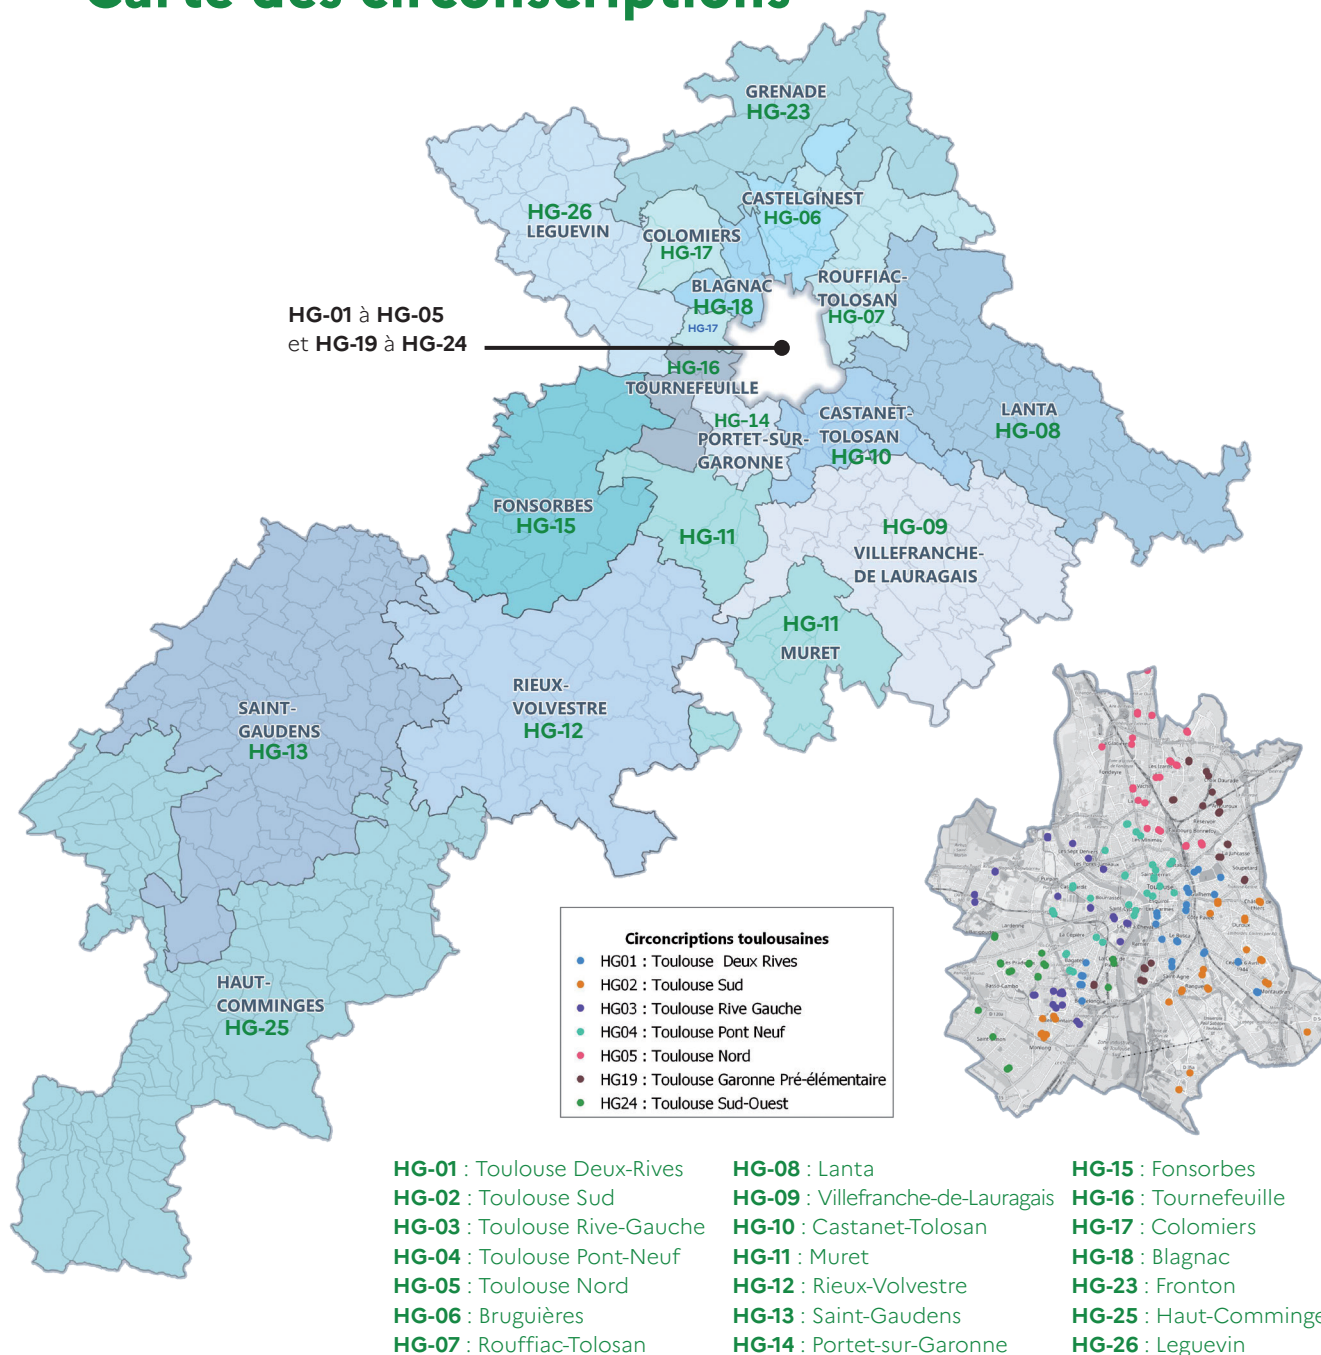 Carte des circonscriptions
GRENADE
HG-23
CASTELGINEST
HG-06
HG-26
LEGUEVIN
COLOMIERS
HG-17
BLAGNAC
HG-18
HG-17
ROUFFIAC-
TOLOSAN
HG-07
HG-01 à HG-05
et HG-19 à HG-24
HG-16
TOURNEFEUILLE
HG-14
PORTET-SUR-
GARONNE
CASTANET-
TOLOSAN
HG-10
LANTA
HG-08
FONSORBES
HG-15
HG-11
HG-09
VILLEFRANCHE-
DE LAURAGAIS
HG-11
MURET
RIEUX-
VOLVESTRE
HG-12
SAINT-
GAUDENS
HG-13
HAUT-
COMMINGES
HG-25
Circoncriptions toulousaines
HG01 : Toulouse Deux Rives
HG02 : Toulouse Sud
HG03 : Toulouse Rive Gauche
HG04 : Toulouse Pont Neuf
HG05 : Toulouse Nord
HG19 : Toulouse Garonne Pré-élémentaire
HG24 : Toulouse Sud-Ouest
HG-01 : Toulouse Deux-Rives
HG-02 : Toulouse Sud
HG-03 : Toulouse Rive-Gauche
HG-04 : Toulouse Pont-Neuf
HG-05 : Toulouse Nord
HG-06 : Bruguières
HG-07 : Rouffiac-Tolosan
HG-08 : Lanta
HG-09 : Villefranche-de-Lauragais
HG-10 : Castanet-Tolosan
HG-11 : Muret
HG-12 : Rieux-Volvestre
HG-13 : Saint-Gaudens
HG-14 : Portet-sur-Garonne
HG-15 : Fonsorbes
HG-16 : Tournefeuille
HG-17 : Colomiers
HG-18 : Blagnac
HG-23 : Fronton
HG-25 : Haut-Comminge
HG-26 : Leguevin